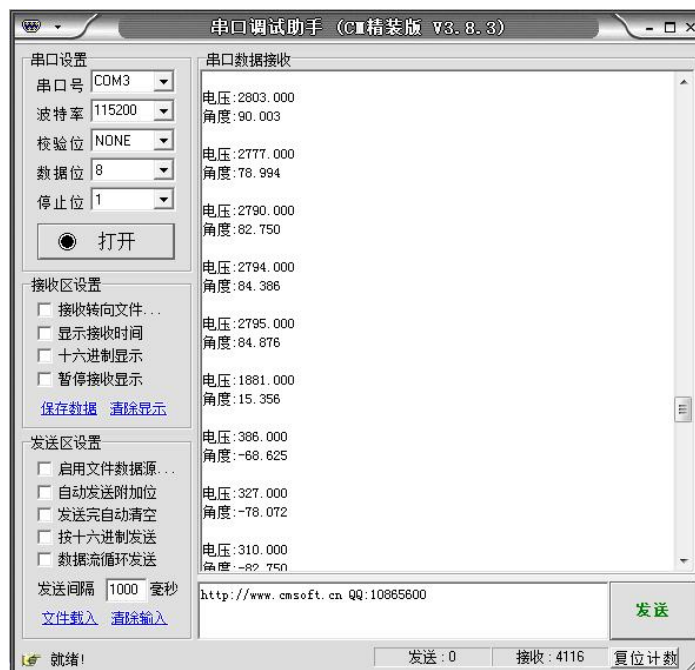 串口调试助手 (CM精装版 V3.8.3)
串口设置
串口号 COM3
波特率 115200
校验位 NONE
数据位 8
停止位 1
打开
接收区设置
接收转向文件...
显示接收时间
十六进制显示
暂停接收显示
保存数据 清除显示
发送区设置
启用文件数据源...
自动发送附加位
发送完自动清空
按十六进制发送
数据流循环发送
发送间隔 1000 毫秒
文件载入 清除输入
串口数据接收
电压:2803.000
角度:90.003
电压:2777.000
角度:78.994
电压:2790.000
角度:82.750
电压:2794.000
角度:84.386
电压:2795.000
角度:84.876
电压:1881.000
角度:15.356
电压:386.000
角度:-68.625
电压:327.000
角度:-78.072
电压:310.000
角度:-82.750
http://www.cmsoft.cn QQ:10865600
发送
就绪!
发送:0
接收:4116
复位计数